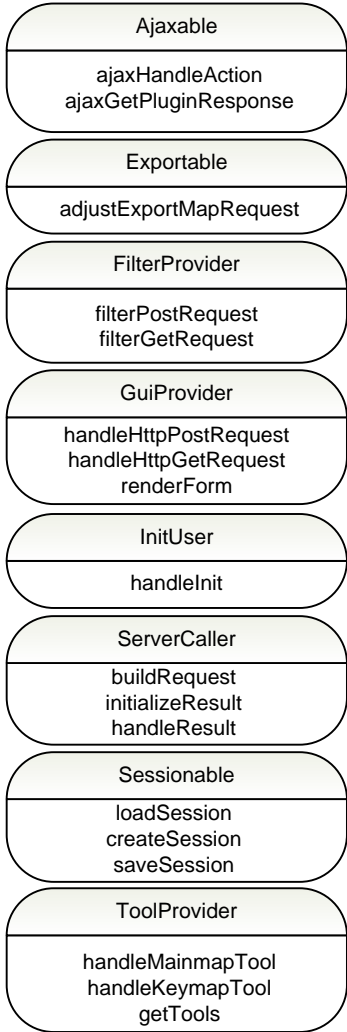 Ajaxable
ajaxHandleAction
ajaxGetPluginResponse
Exportable
adjustExportMapRequest
FilterProvider
filterPostRequest
filterGetRequest
GuiProvider
handleHttpPostRequest
handleHttpGetRequest
renderForm
InitUser
handleInit
ServerCaller
buildRequest
initializeResult
handleResult
Sessionable
loadSession
createSession
saveSession
ToolProvider
handleMainmapTool
handleKeymapTool
getTools